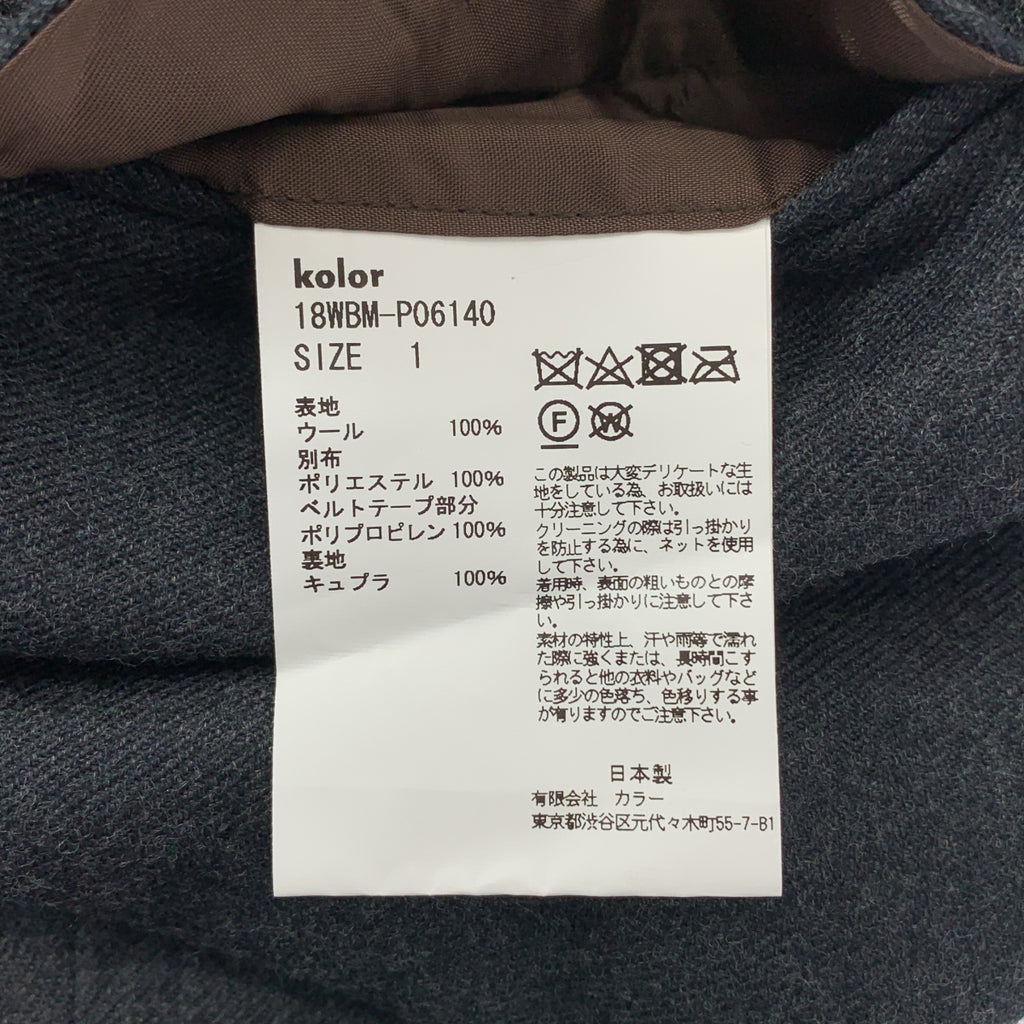 kolor
18WBM-P06140
SIZE 1
表地
ウール 100%
別布
ポリエステル 100%
ベルトテープ部分
ポリプロピレン 100%
裏地
キュプラ 100%
F
W
この製品は大変デリケートな生
地をしている為、お取扱いには
十分注意して下さい。
クリーニングの際は引っ掛かり
を防止する為に、ネットを使用
して下さい。
着用時、表面の粗いものとの摩
擦や引っ掛かりに注意して下さ
い。
素材の特性上、汗や雨等で濡れ
た際に強くまたは、長時間こす
られると他の衣料やバッグなど
に多少の色落ち、色移りする事
が有りますのでご注意下さい。
日本製
有限会社 カラー
東京都渋谷区元代々木町55-7-B1